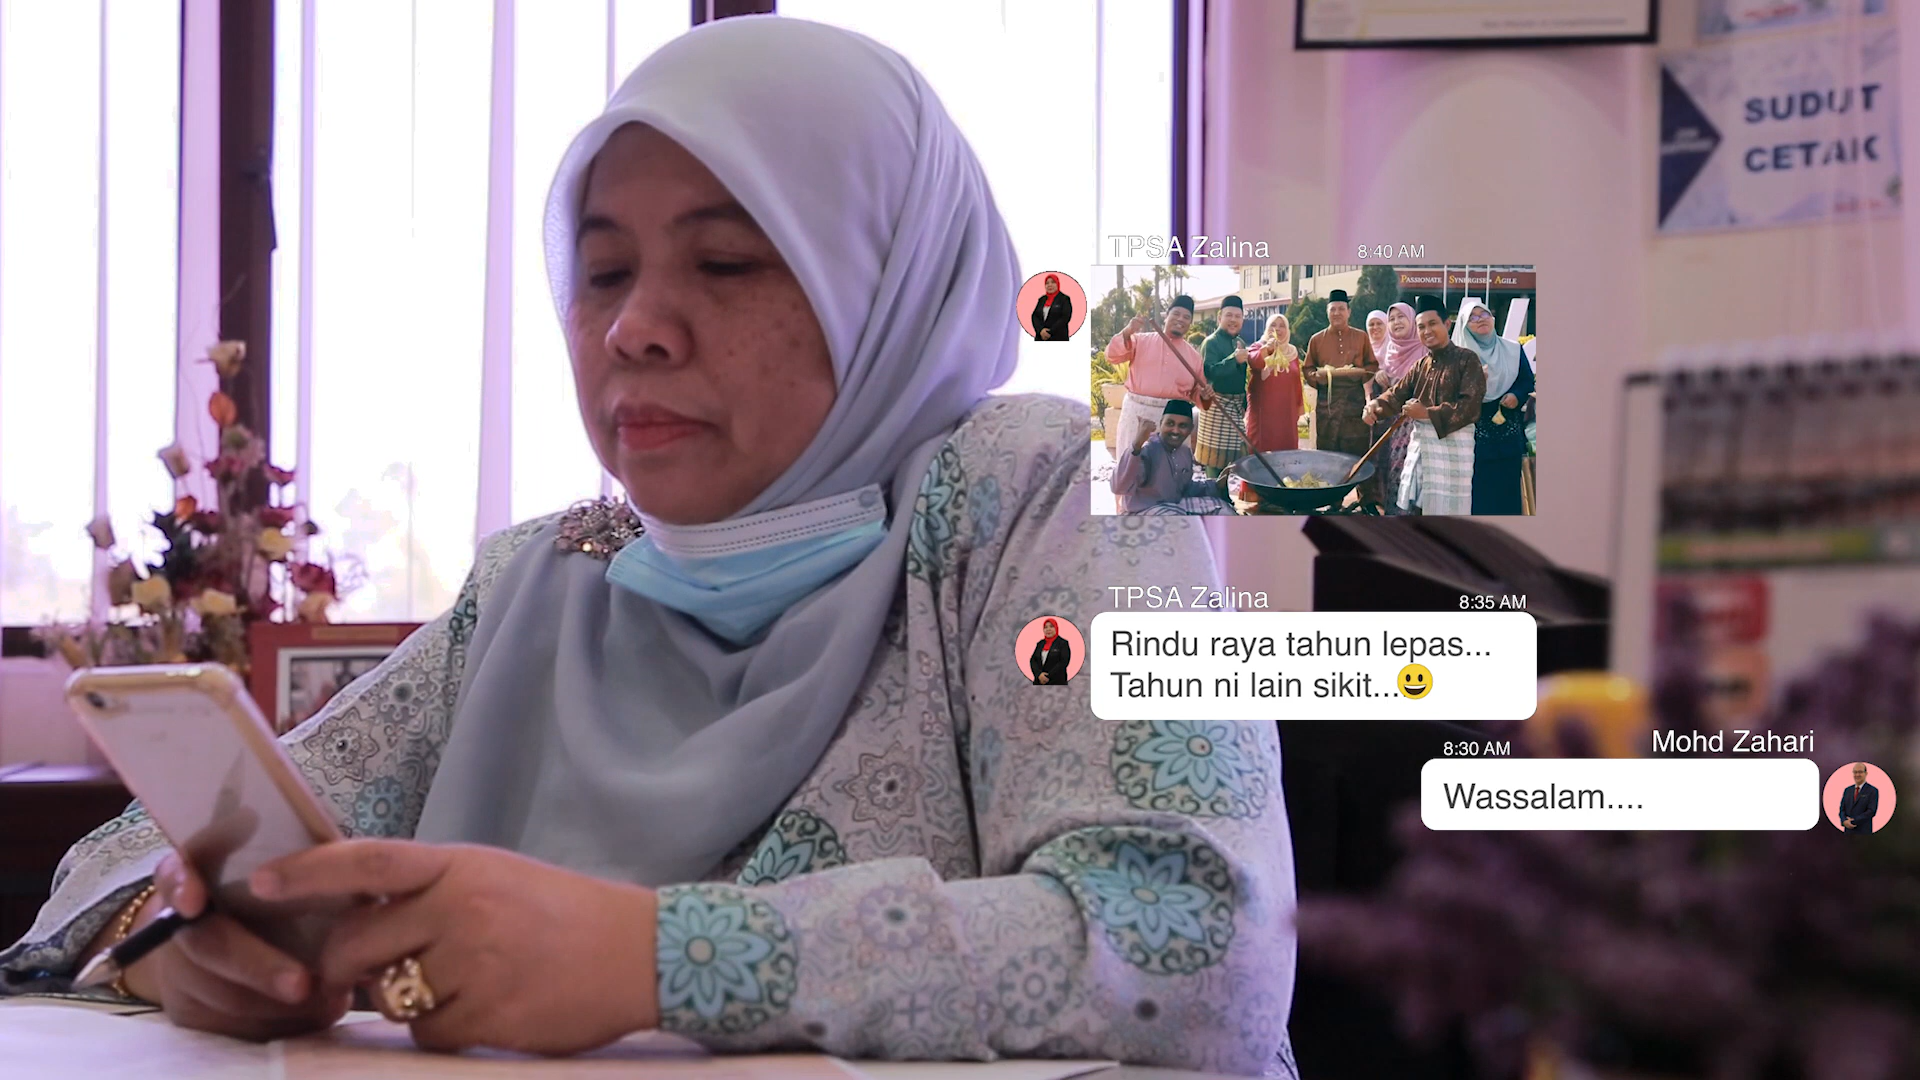 SUDUT
CETAK
TPSA Zalina
8:40 AM
PASSIONATE SYNERGISE AGILE
TPSA Zalina
8:35 AM
Rindu raya tahun lepas...
Tahun ni lain sikit...😃
8:30 AM
Mohd Zahari
Wassalam....